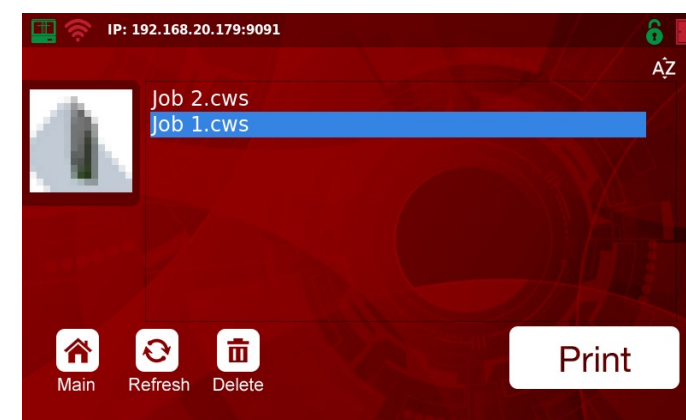 IP: 192.168.20.179:9091
AZ
Job 2.cws
Job 1.cws
Print
Main Refresh Delete